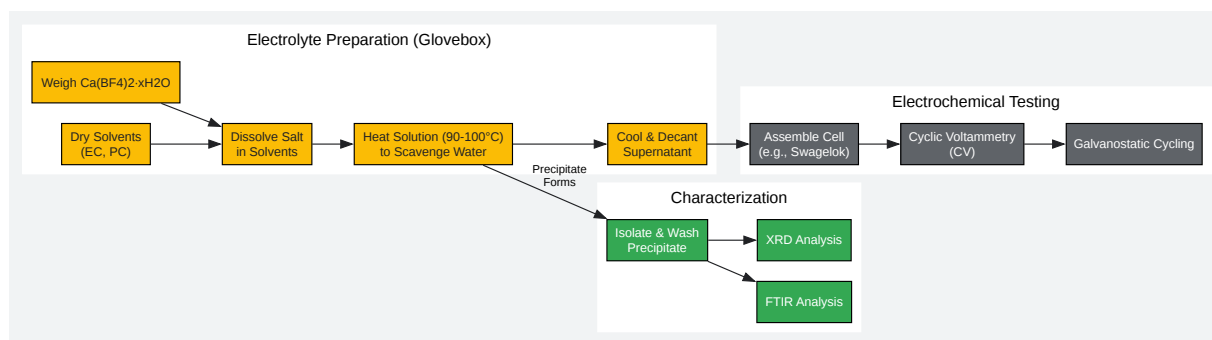 Electrolyte Preparation (Glovebox)
Weigh Ca(BF4)2·xH2O
Dry Solvents
(EC, PC)
Dissolve Salt
in Solvents
Heat Solution (90-100°C)
to Scavenge Water
Cool & Decant
Supernatant
Precipitate
Forms
Electrochemical Testing
Assemble Cell
(e.g., Swagelok)
Cyclic Voltammetry
(CV)
Galvanostatic Cycling
Characterization
Isolate & Wash
Precipitate
XRD Analysis
FTIR Analysis